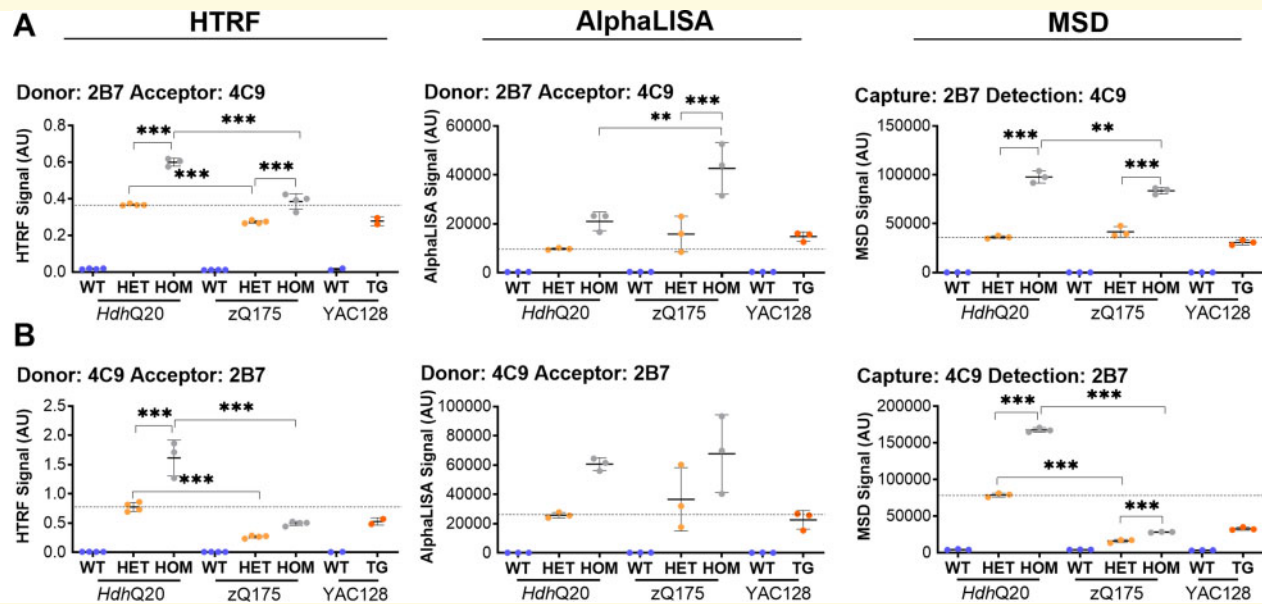 A
HTRF
AlphaLISA
MSD
Donor: 2B7 Acceptor: 4C9
HTRF Signal (AU)
0.8
0.6
0.4
0.2
0.0
*** *** *** ***
WT HET HOM WT HET HOM WT TG
HdhQ20 zQ175 YAC128
Donor: 2B7 Acceptor: 4C9
AlphaLISA Signal (AU)
60000
40000
20000
0
** ***
WT HET HOM WT HET HOM WT TG
HdhQ20 zQ175 YAC128
Capture: 2B7 Detection: 4C9
MSD Signal (AU)
150000
100000
50000
0
*** ** ***
WT HET HOM WT HET HOM WT TG
HdhQ20 zQ175 YAC128
B
Donor: 4C9 Acceptor: 2B7
HTRF Signal (AU)
2.5
2.0
1.5
1.0
0.5
0.0
*** *** ***
WT HET HOM WT HET HOM WT TG
HdhQ20 zQ175 YAC128
Donor: 4C9 Acceptor: 2B7
AlphaLISA Signal (AU)
100000
80000
60000
40000
20000
0
WT HET HOM WT HET HOM WT TG
HdhQ20 zQ175 YAC128
Capture: 4C9 Detection: 2B7
MSD Signal (AU)
200000
150000
100000
50000
0
*** *** *** ***
WT HET HOM WT HET HOM WT TG
HdhQ20 zQ175 YAC128